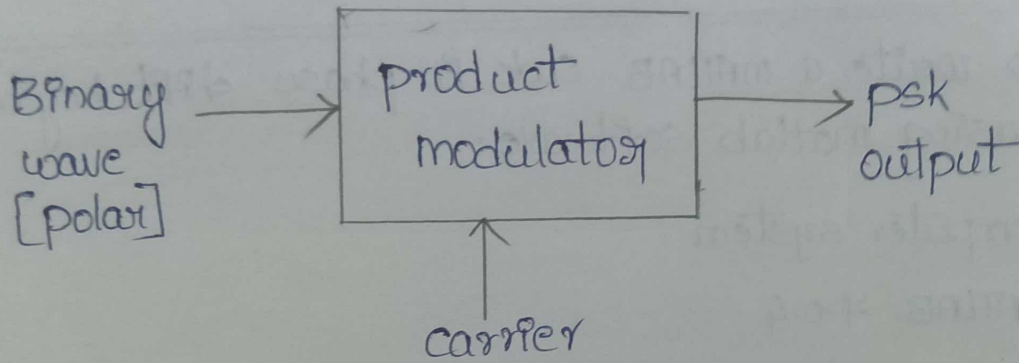 Binary
wave
[polar]
product
modulator
psk
output
carrier